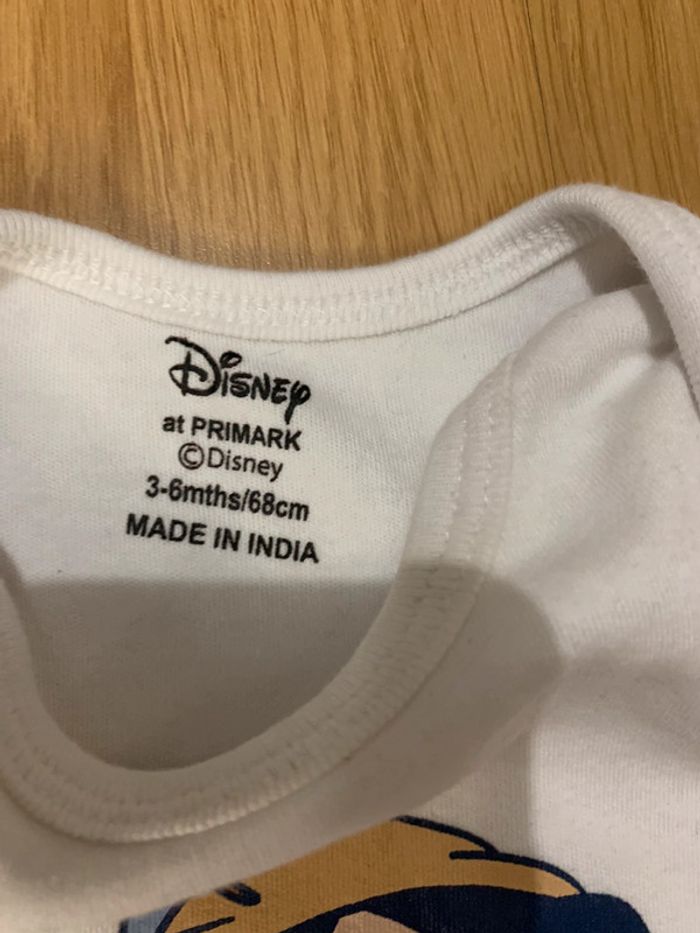 Disney
at PRIMARK
©Disney
3-6mths/68cm
MADE IN INDIA